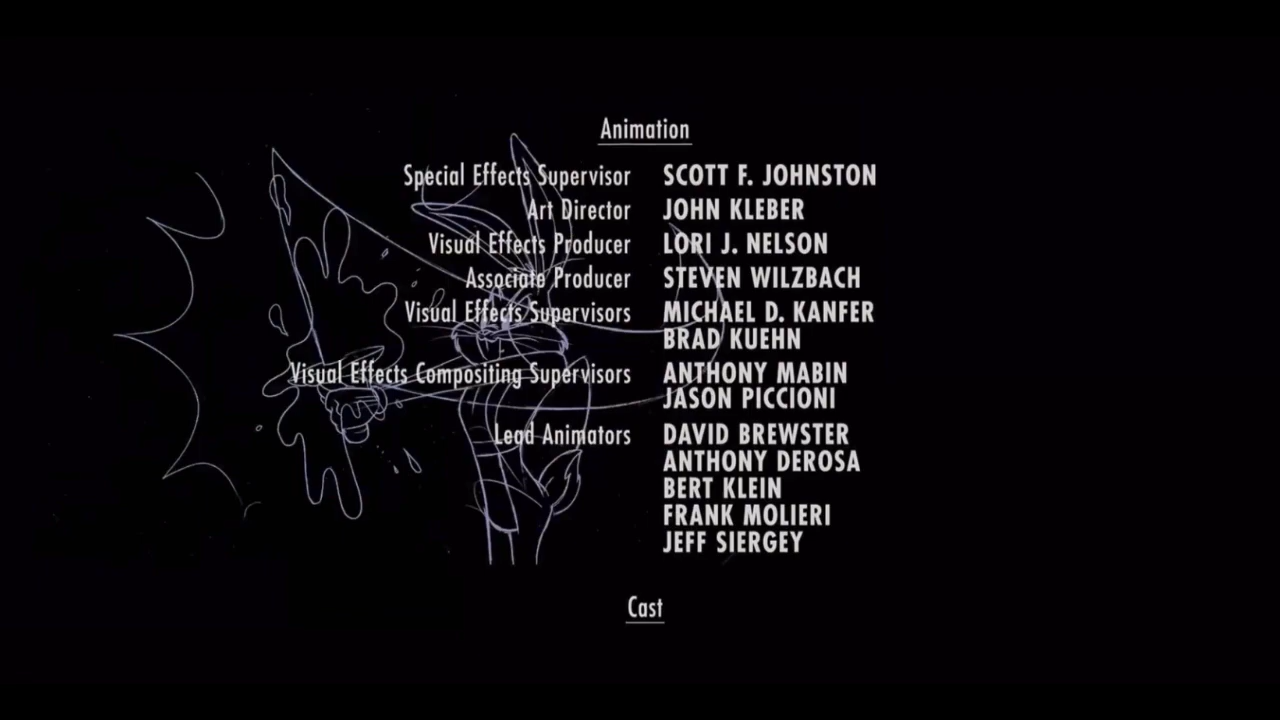 Animation
Special Effects Supervisor SCOTT F. JOHNSTON
Art Director JOHN KLEBER
Visual Effects Producer LORI J. NELSON
Associate Producer STEVEN WILZBACH
Visual Effects Supervisors MICHAEL D. KANFER
BRAD KUEHN
Visual Effects Compositing Supervisors ANTHONY MABIN
JASON PICCIONI
Lead Animators DAVID BREWSTER
ANTHONY DEROSA
BERT KLEIN
FRANK MOLIERI
JEFF SIERGEY
Cast